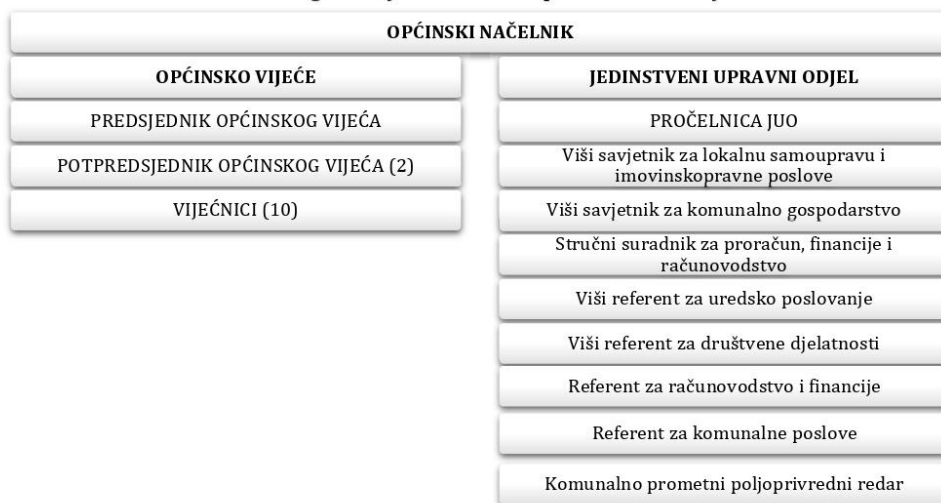 OPĆINSKI NAČELNIK
OPĆINSKO VIJEĆE
PREDSJEDNIK OPĆINSKOG VIJEĆA
POTPREDSJEDNIK OPĆINSKOG VIJEĆA (2)
VIJEĆNICI (10)
JEDINSTVENI UPRAVNI ODJEL
PROČELNICA JUO
Viši savjetnik za lokalnu samoupravu i
imovinskopravne poslove
Viši savjetnik za komunalno gospodarstvo
Stručni suradnik za proračun, financije i
računovodstvo
Viši referent za uredsko poslovanje
Viši referent za društvene djelatnosti
Referent za računovodstvo i financije
Referent za komunalne poslove
Komunalno prometni poljoprivredni redar